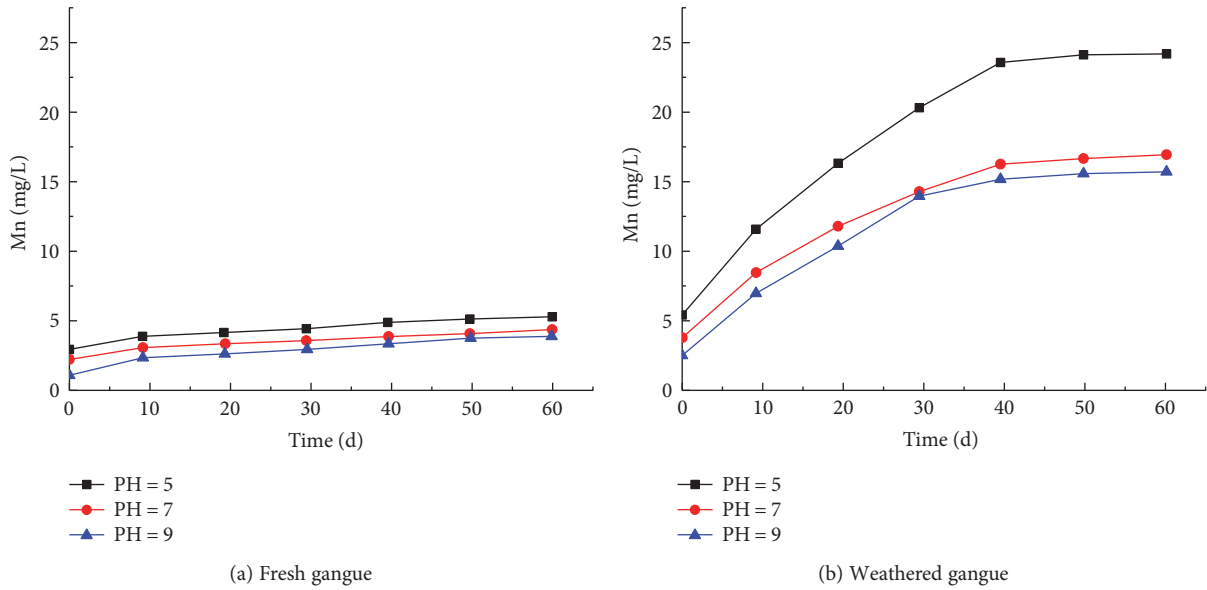 25
20
15
10
5
0
Mn (mg/L)
0 10 20 30 40 50 60
Time (d)
PH = 5
PH = 7
PH = 9
(a) Fresh gangue
25
20
15
10
5
0
Mn (mg/L)
0 10 20 30 40 50 60
Time (d)
PH = 5
PH = 7
PH = 9
(b) Weathered gangue